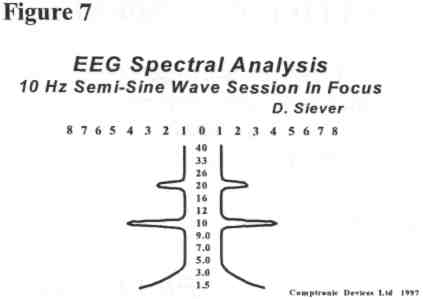 Figure 7
EEG Spectral Analysis
10 Hz Semi-Sine Wave Session In Focus
D. Siever
8 7 6 5 4 3 2 1 0 1 2 3 4 5 6 7 8
40
33
26
20
16
12
10
9.0
7.0
5.0
3.0
1.5
Comptronic Devices Ltd 1997